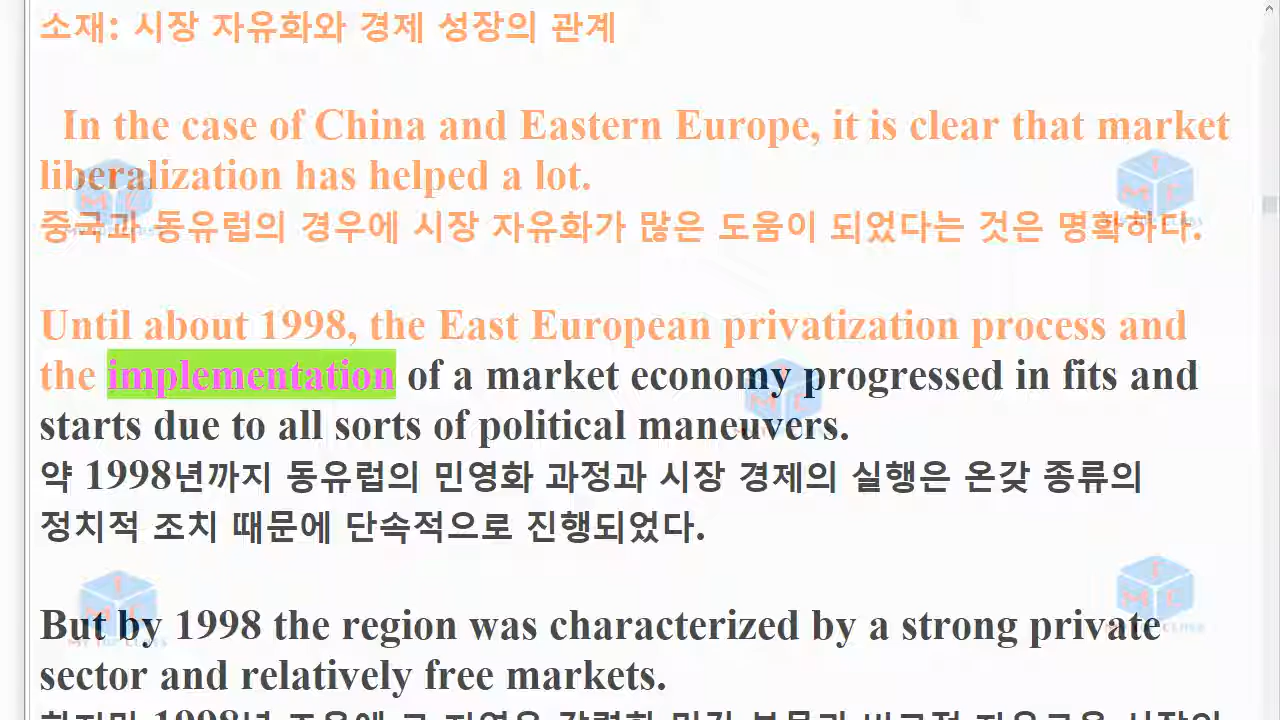 소재: 시장 자유화와 경제 성장의 관계
In the case of China and Eastern Europe, it is clear that market
liberalization has helped a lot.
중국과 동유럽의 경우에 시장 자유화가 많은 도움이 되었다는 것은 명확하다.
Until about 1998, the East European privatization process and
the implementation of a market economy progressed in fits and
starts due to all sorts of political maneuvers.
약 1998년까지 동유럽의 민영화 과정과 시장 경제의 실행은 온갖 종류의
정치적 조치 때문에 단속적으로 진행되었다.
But by 1998 the region was characterized by a strong private
sector and relatively free markets.